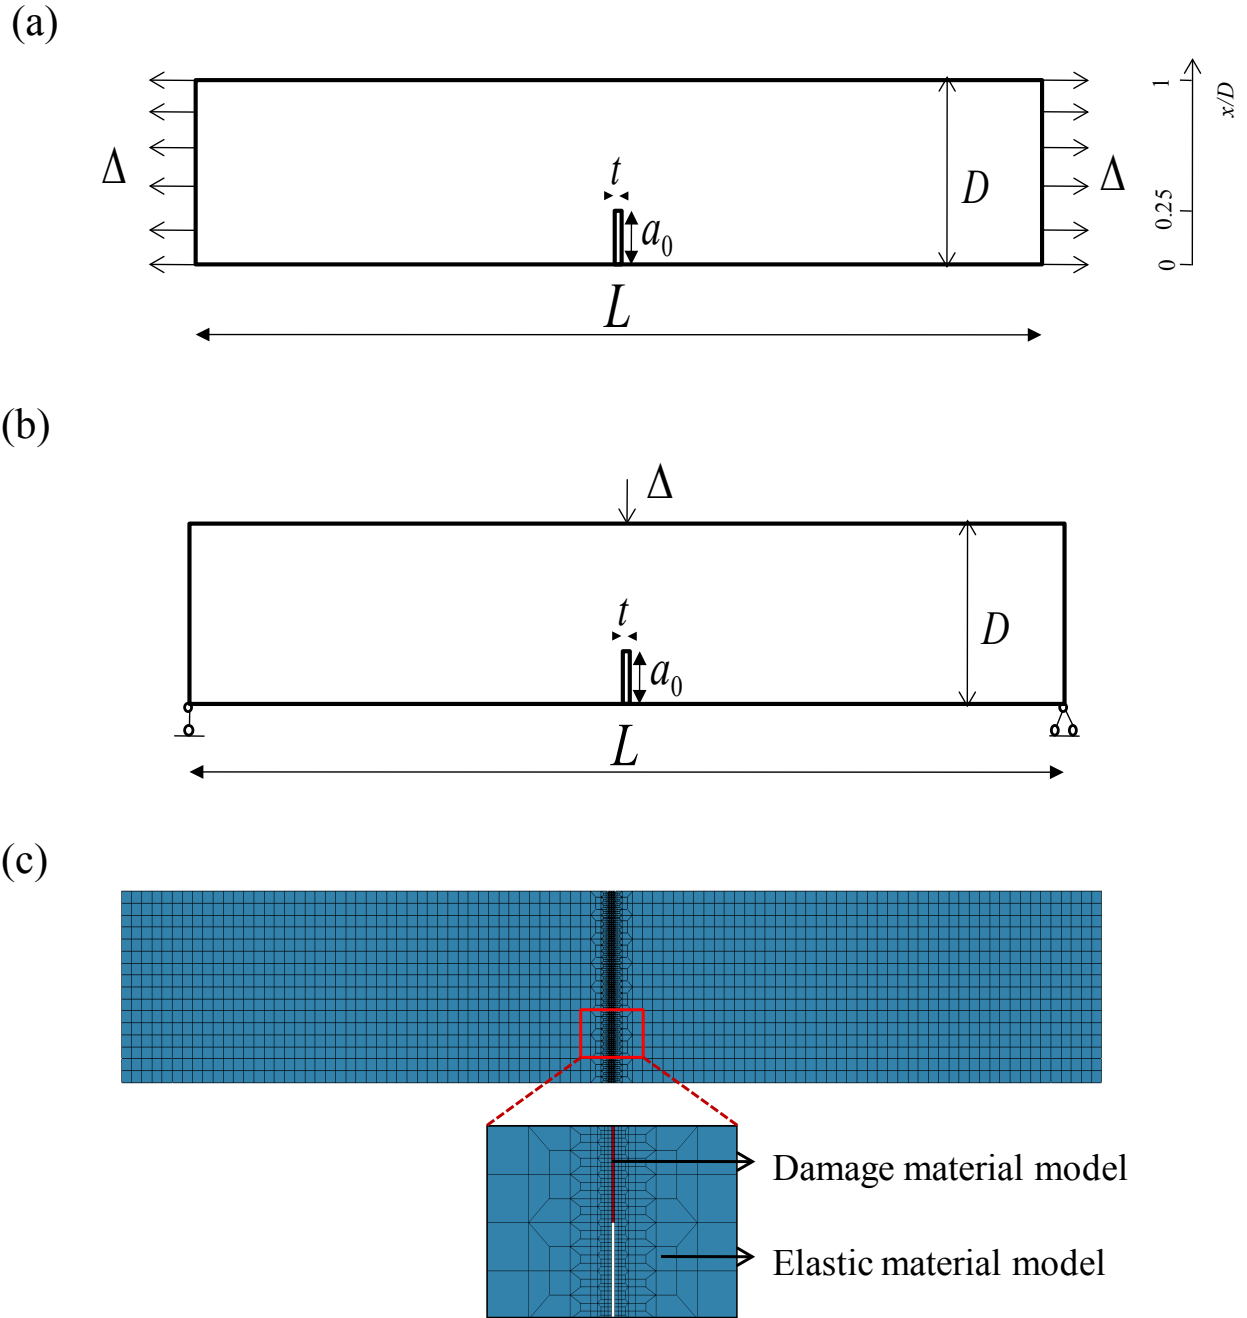 (a)
Δ
t
a₀
D
Δ
L
0
0.25
1
x/D
(b)
Δ
t
a₀
D
L
(c)
Damage material model
Elastic material model